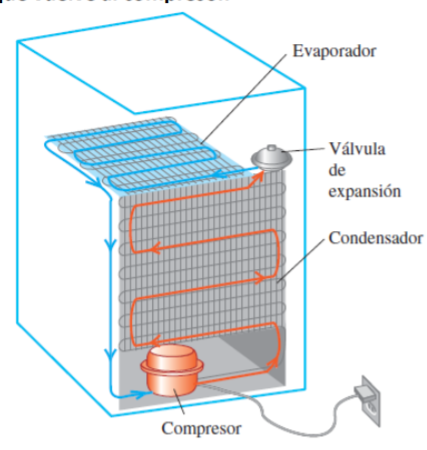 Evaporador
Válvula
de
expansión
Condensador
Compresor